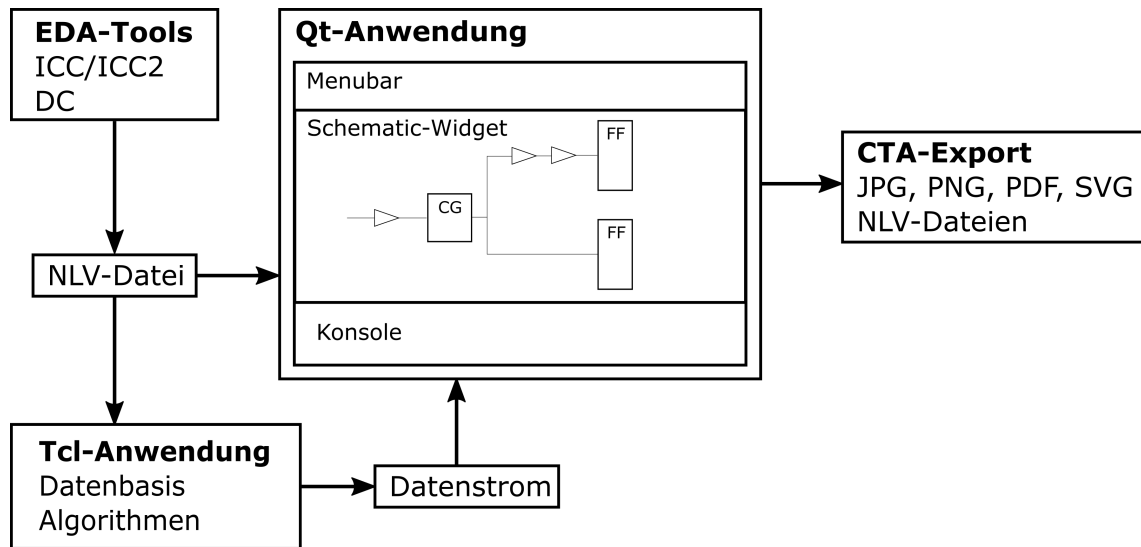 EDA-Tools
ICC/ICC2
DC
NLV-Datei
Tcl-Anwendung
Datenbasis
Algorithmen
Datenstrom
Qt-Anwendung
Menubar
Schematic-Widget
CG
FF
FF
Konsole
CTA-Export
JPG, PNG, PDF, SVG
NLV-Dateien